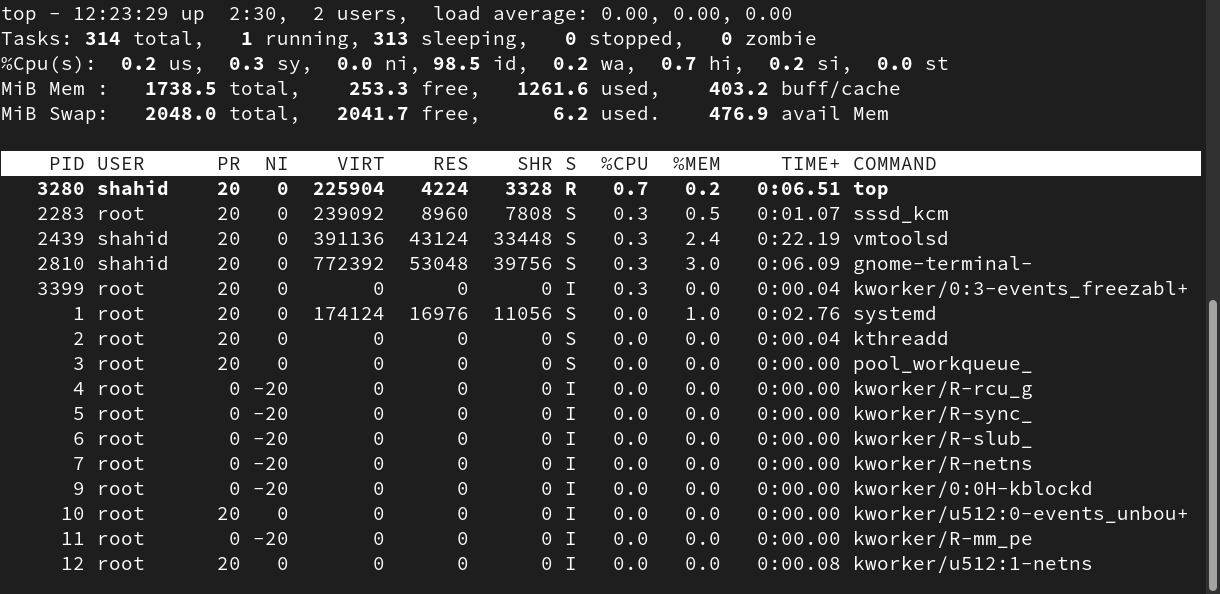 top - 12:23:29 up  2:30,  2 users,  load average: 0.00, 0.00, 0.00
Tasks: 314 total,   1 running, 313 sleeping,   0 stopped,   0 zombie
%Cpu(s):  0.2 us,  0.3 sy,  0.0 ni, 98.5 id,  0.2 wa,  0.7 hi,  0.2 si,  0.0 st
MiB Mem :   1738.5 total,    253.3 free,   1261.6 used,    403.2 buff/cache
MiB Swap:   2048.0 total,   2041.7 free,      6.2 used.    476.9 avail Mem
    PID USER      PR  NI    VIRT    RES    SHR S  %CPU  %MEM     TIME+ COMMAND
   3280 shahid    20   0  225904   4224   3328 R   0.7   0.2   0:06.51 top
   2283 root      20   0  239092   8960   7808 S   0.3   0.5   0:01.07 sssd_kcm
   2439 shahid    20   0  391136  43124  33448 S   0.3   2.4   0:22.19 vmtoolsd
   2810 shahid    20   0  772392  53048  39756 S   0.3   3.0   0:06.09 gnome-terminal-
   3399 root      20   0       0      0      0 I   0.3   0.0   0:00.04 kworker/0:3-events_freezabl+
      1 root      20   0  174124  16976  11056 S   0.0   1.0   0:02.76 systemd
      2 root      20   0       0      0      0 S   0.0   0.0   0:00.04 kthreadd
      3 root      20   0       0      0      0 S   0.0   0.0   0:00.00 pool_workqueue_
      4 root       0 -20       0      0      0 I   0.0   0.0   0:00.00 kworker/R-rcu_g
      5 root       0 -20       0      0      0 I   0.0   0.0   0:00.00 kworker/R-sync_
      6 root       0 -20       0      0      0 I   0.0   0.0   0:00.00 kworker/R-slub_
      7 root       0 -20       0      0      0 I   0.0   0.0   0:00.00 kworker/R-netns
      9 root       0 -20       0      0      0 I   0.0   0.0   0:00.00 kworker/0:0H-kblockd
     10 root      20   0       0      0      0 I   0.0   0.0   0:00.00 kworker/u512:0-events_unbou+
     11 root       0 -20       0      0      0 I   0.0   0.0   0:00.00 kworker/R-mm_pe
     12 root      20   0       0      0      0 I   0.0   0.0   0:00.08 kworker/u512:1-netns